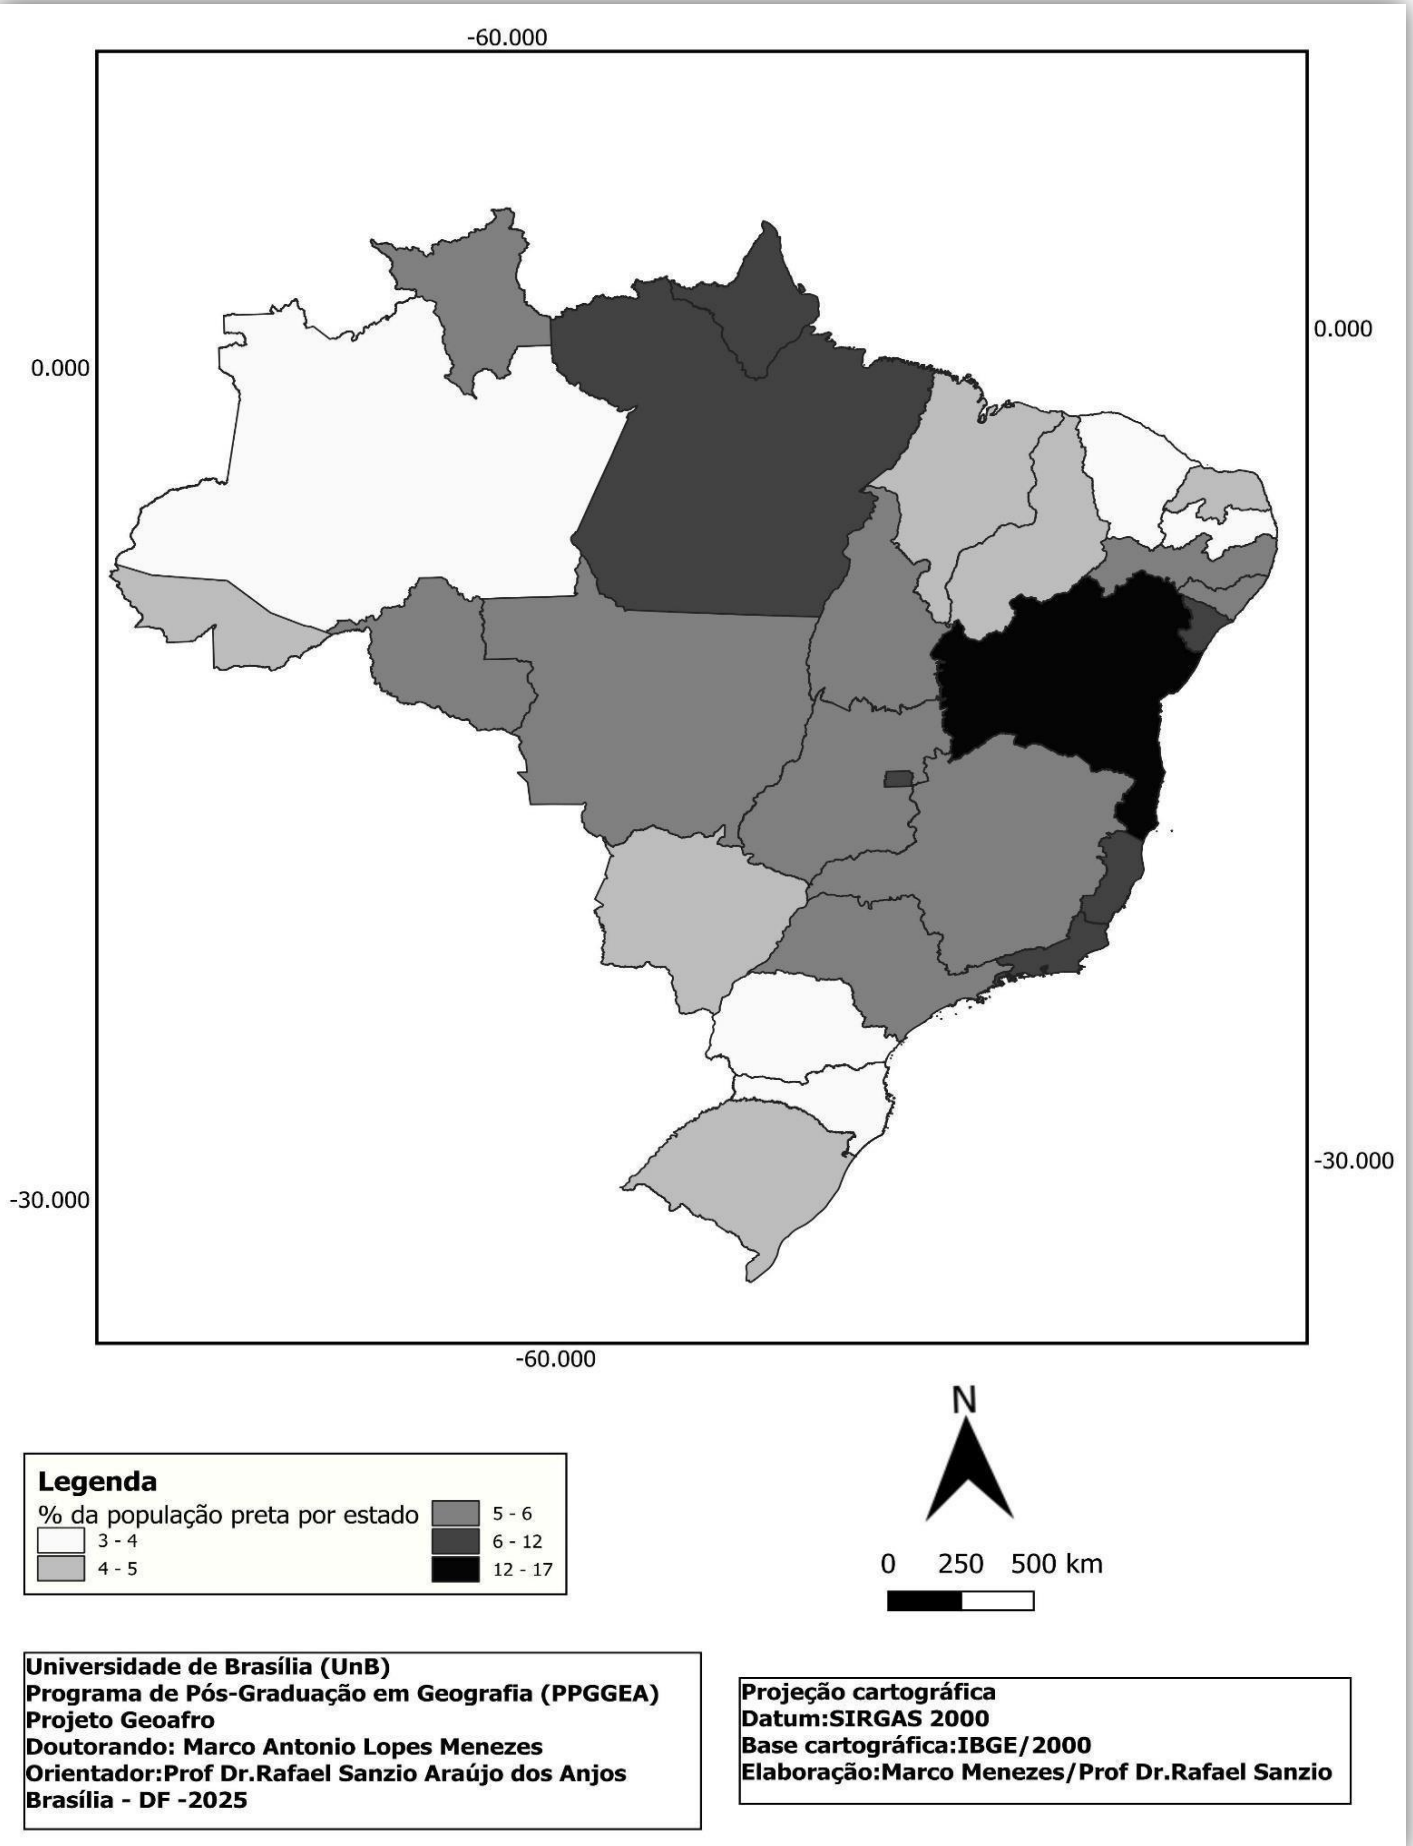 -60.000
0.000
0.000
-30.000
-30.000
-60.000
N
Legenda
% da população preta por estado
3 - 4
4 - 5
5 - 6
6 - 12
12 - 17
0 250 500 km
Universidade de Brasília (UnB)
Programa de Pós-Graduação em Geografia (PPGGEA)
Projeto Geoafro
Doutorando: Marco Antonio Lopes Menezes
Orientador:Prof Dr.Rafael Sanzio Araújo dos Anjos
Brasília - DF -2025
Projeção cartográfica
Datum:SIRGAS 2000
Base cartográfica:IBGE/2000
Elaboração:Marco Menezes/Prof Dr.Rafael Sanzio